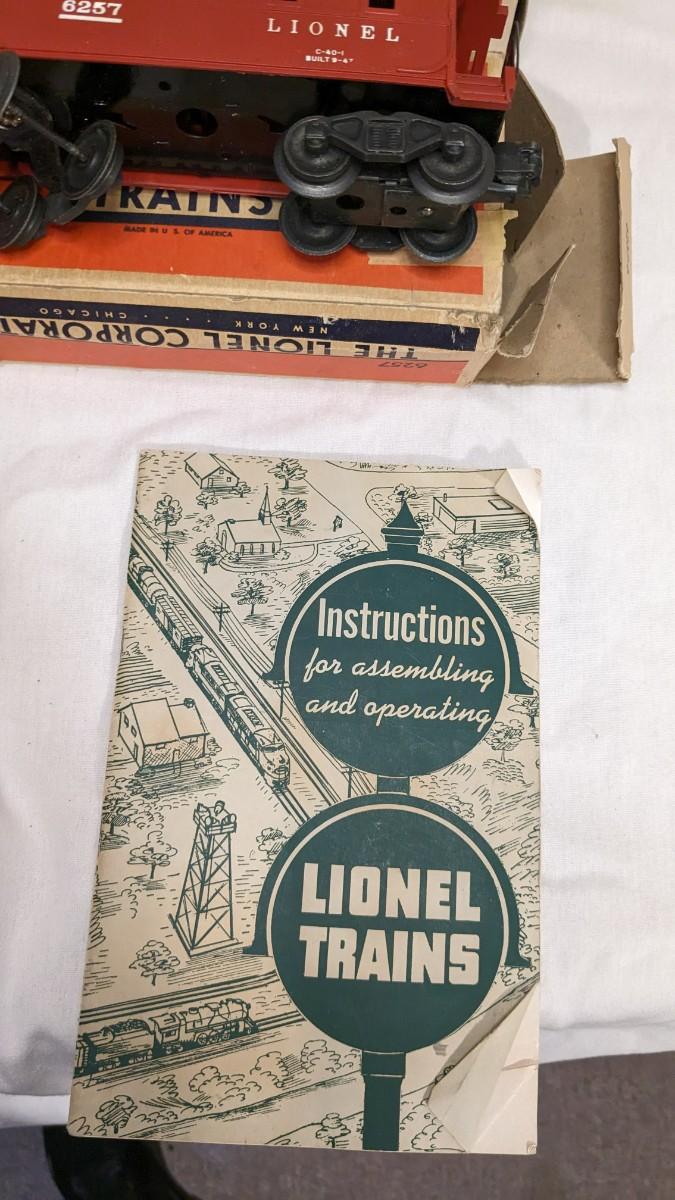 6257
LIONEL
C-40-1
BUILT 9-47
TRAINS
MADE IN U. S. OF AMERICA
NEW YORK · · · · · CHICAGO
THE LIONEL CORPORAT
6257
Instructions
for assembling
and operating
LIONEL
TRAINS